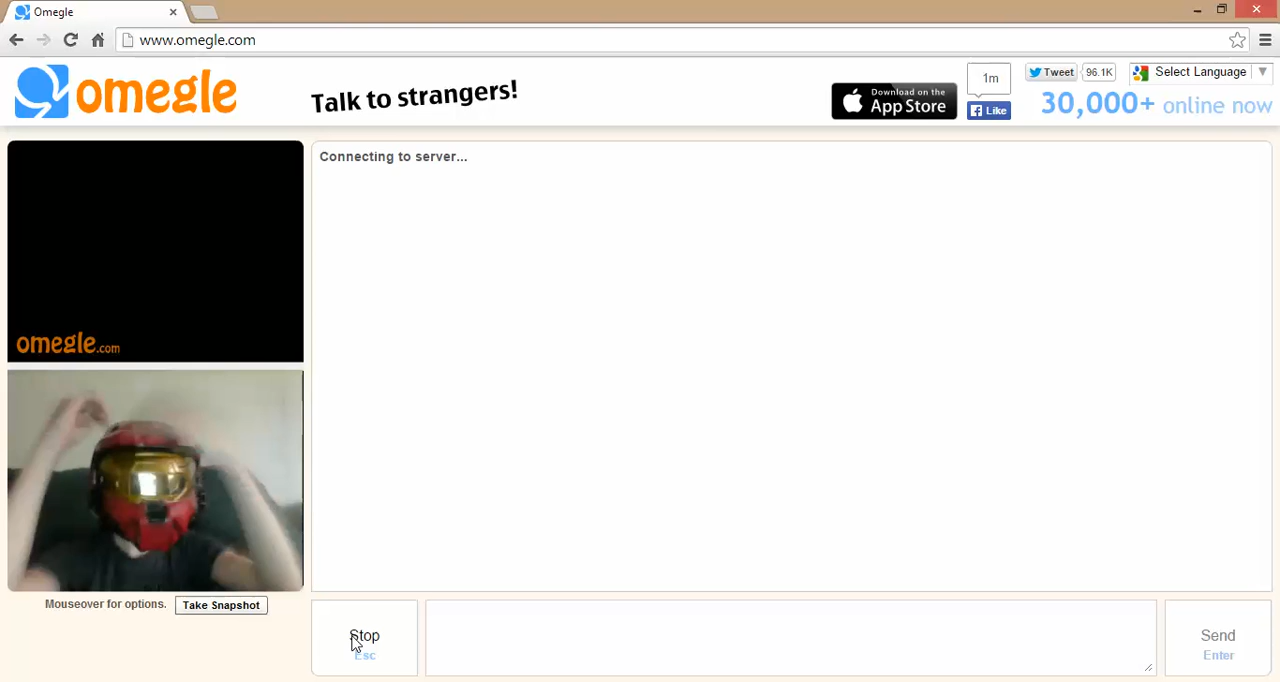 Omegle
www.omegle.com
omegle
Talk to strangers!
Download on the
App Store
1m
Like
Tweet
96.1K
Select Language
30,000+ online now
Connecting to server...
omegle.com
Mouseover for options.
Take Snapshot
Stop
Esc
Send
Enter